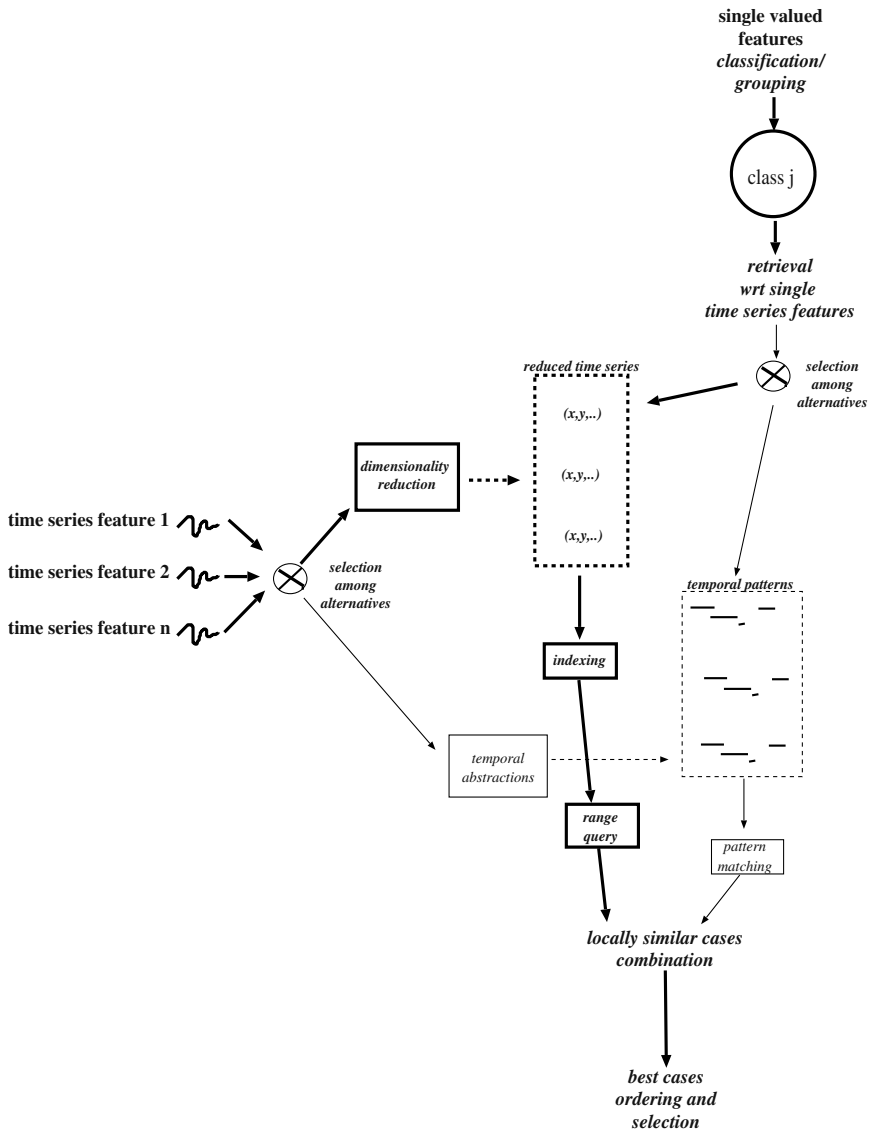 single valued
features
classification/
grouping
class j
retrieval
wrt single
time series features
selection
among
alternatives
reduced time series
(x,y,..)
(x,y,..)
(x,y,..)
dimensionality
reduction
time series feature 1
time series feature 2
time series feature n
selection
among
alternatives
temporal patterns
indexing
temporal
abstractions
range
query
pattern
matching
locally similar cases
combination
best cases
ordering and
selection